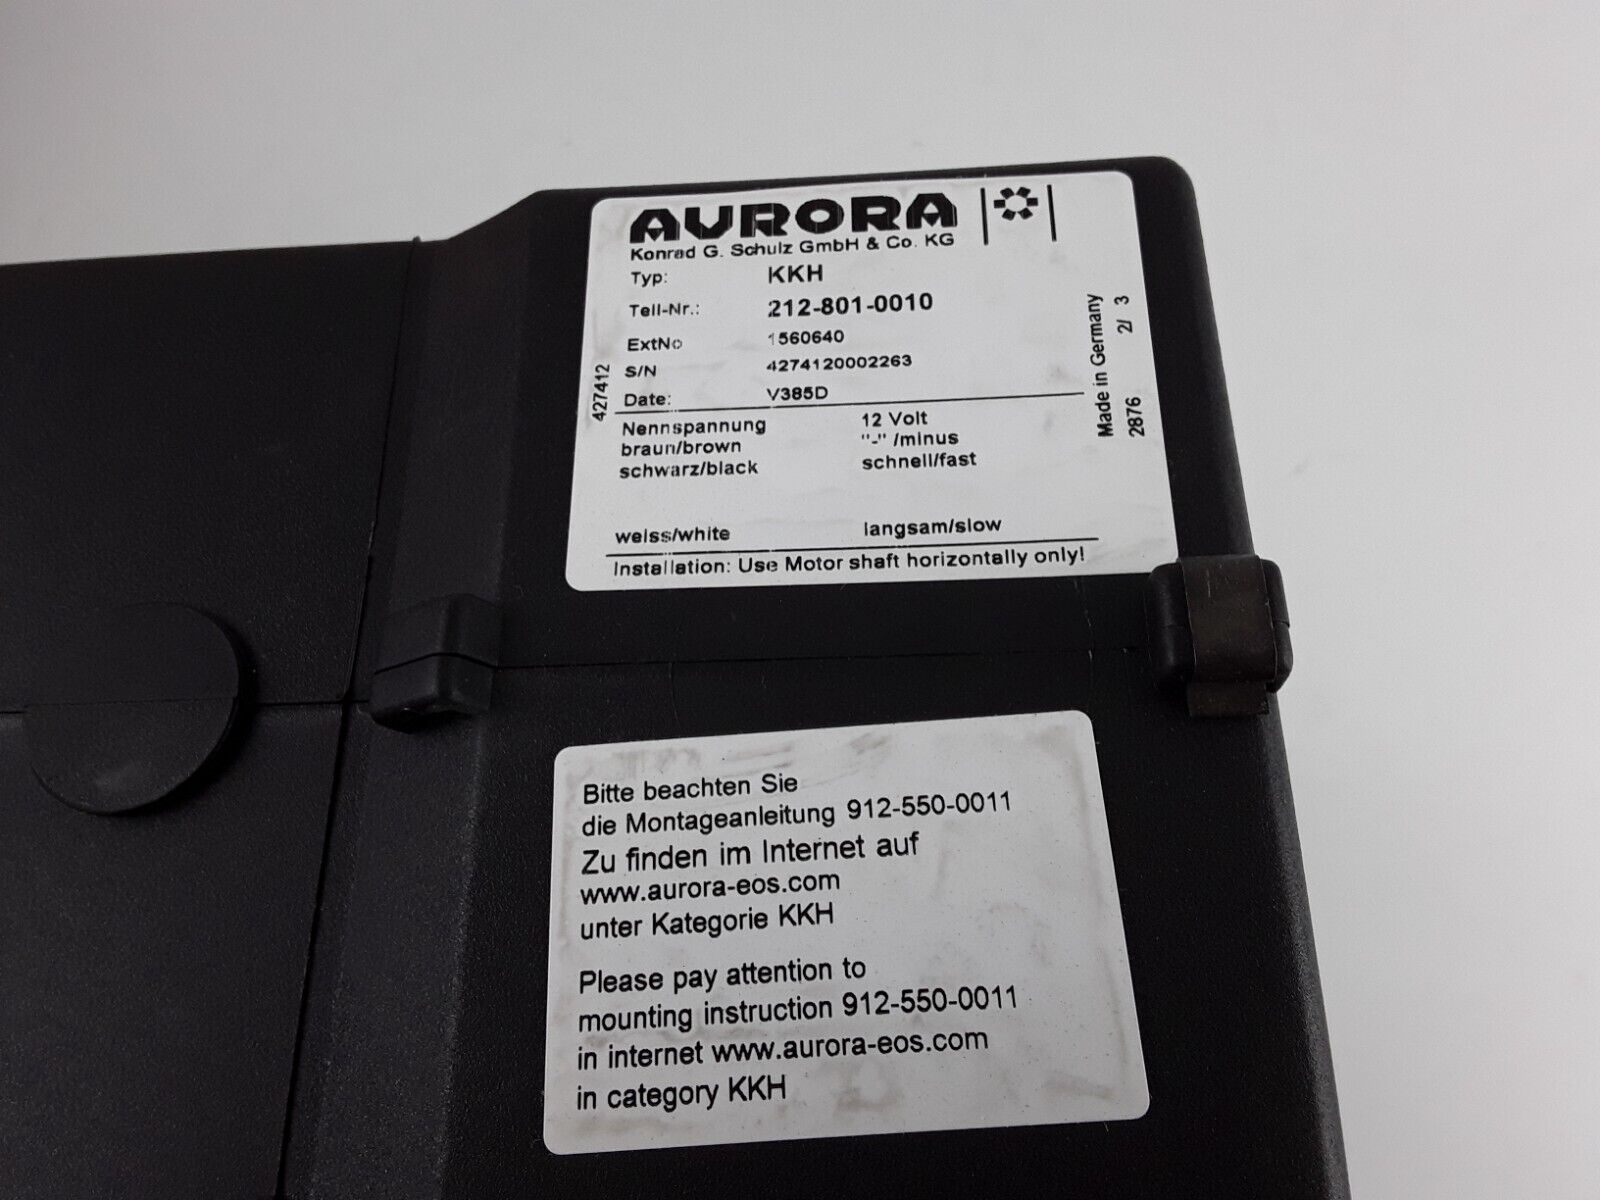 AURORA
Konrad G. Schulz GmbH & Co. KG
Typ: KKH
Teil-Nr.: 212-801-0010
ExtNo 1560640
S/N 4274120002263
Date: V385D
427412
Made in Germany
2876 2/ 3
Nennspannung 12 Volt
braun/brown "-" /minus
schwarz/black schnell/fast
weiss/white langsam/slow
Installation: Use Motor shaft horizontally only!
Bitte beachten Sie
die Montageanleitung 912-550-0011
Zu finden im Internet auf
www.aurora-eos.com
unter Kategorie KKH
Please pay attention to
mounting instruction 912-550-0011
in internet www.aurora-eos.com
in category KKH